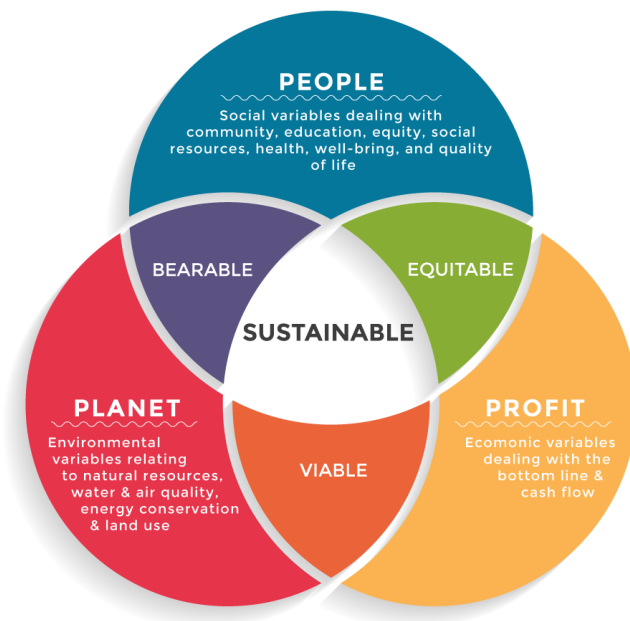 PEOPLE
Social variables dealing with
community, education, equity, social
resources, health, well-bring, and quality
of life
BEARABLE
EQUITABLE
SUSTAINABLE
PLANET
Environmental
variables relating
to natural resources,
water & air quality,
energy conservation
& land use
PROFIT
Ecomonic variables
dealing with the
bottom line &
cash flow
VIABLE